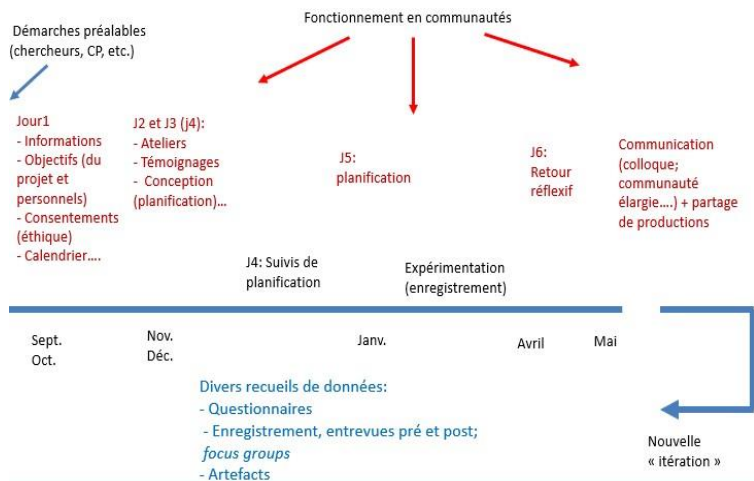 Fonctionnement en communautés
Démarches préalables
(chercheurs, CP, etc.)
Jour1
- Informations
- Objectifs (du
projet et
personnels)
- Consentements
(éthique)
- Calendrier....
J2 et J3 (j4):
- Ateliers
- Témoignages
- Conception
(planification)...
J5:
planification
J6:
Retour
réflexif
Communication
(colloque;
communauté
élargie....) + partage
de productions
J4: Suivis de
planification
Expérimentation
(enregistrement)
Sept.
Oct.
Nov.
Déc.
Janv.
Avril
Mai
Divers recueils de données:
- Questionnaires
- Enregistrement, entrevues pré et post;
focus groups
- Artefacts
Nouvelle
« itération »